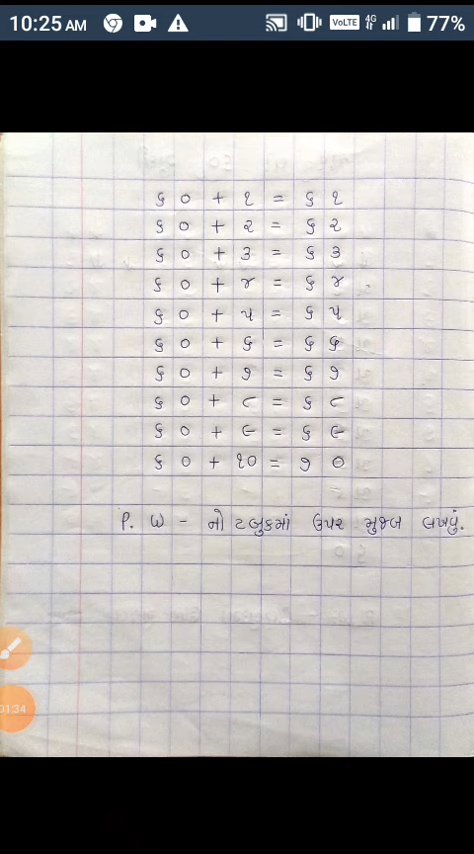 10:25 AM VoLTE 4G 77%
૬૦ + ૧ = ૬૧
૬૦ + ૨ = ૬૨
૬૦ + ૩ = ૬૩
૬૦ + ૪ = ૬૪
૬૦ + ૫ = ૬૫
૬૦ + ૬ = ૬૬
૬૦ + ૭ = ૬૭
૬૦ + ૮ = ૬૮
૬૦ + ૯ = ૬૯
૬૦ + ૧૦ = ૭૦
P. W - નોટબુકમાં ઉપર મુજબ લખવું.
01:34